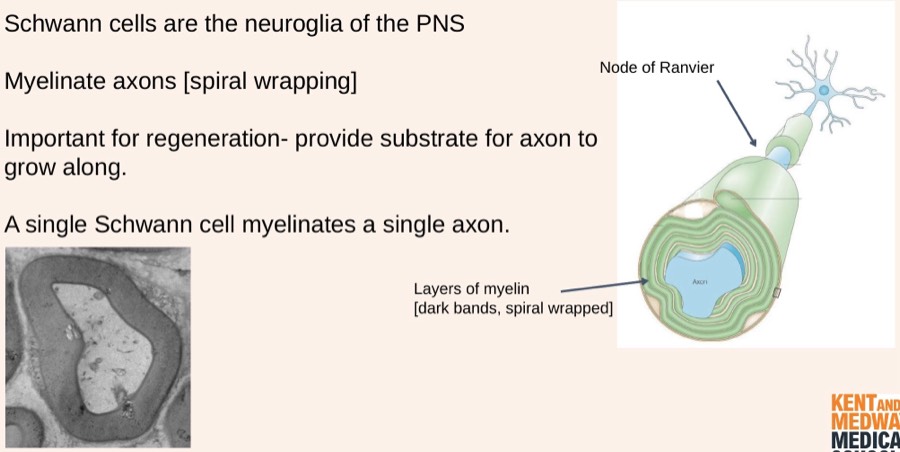 Schwann cells are the neuroglia of the PNS
Myelinate axons [spiral wrapping]
Important for regeneration- provide substrate for axon to
grow along.
A single Schwann cell myelinates a single axon.
Node of Ranvier
Layers of myelin
[dark bands, spiral wrapped]
Axon
KENT AND
MEDWA
MEDICA